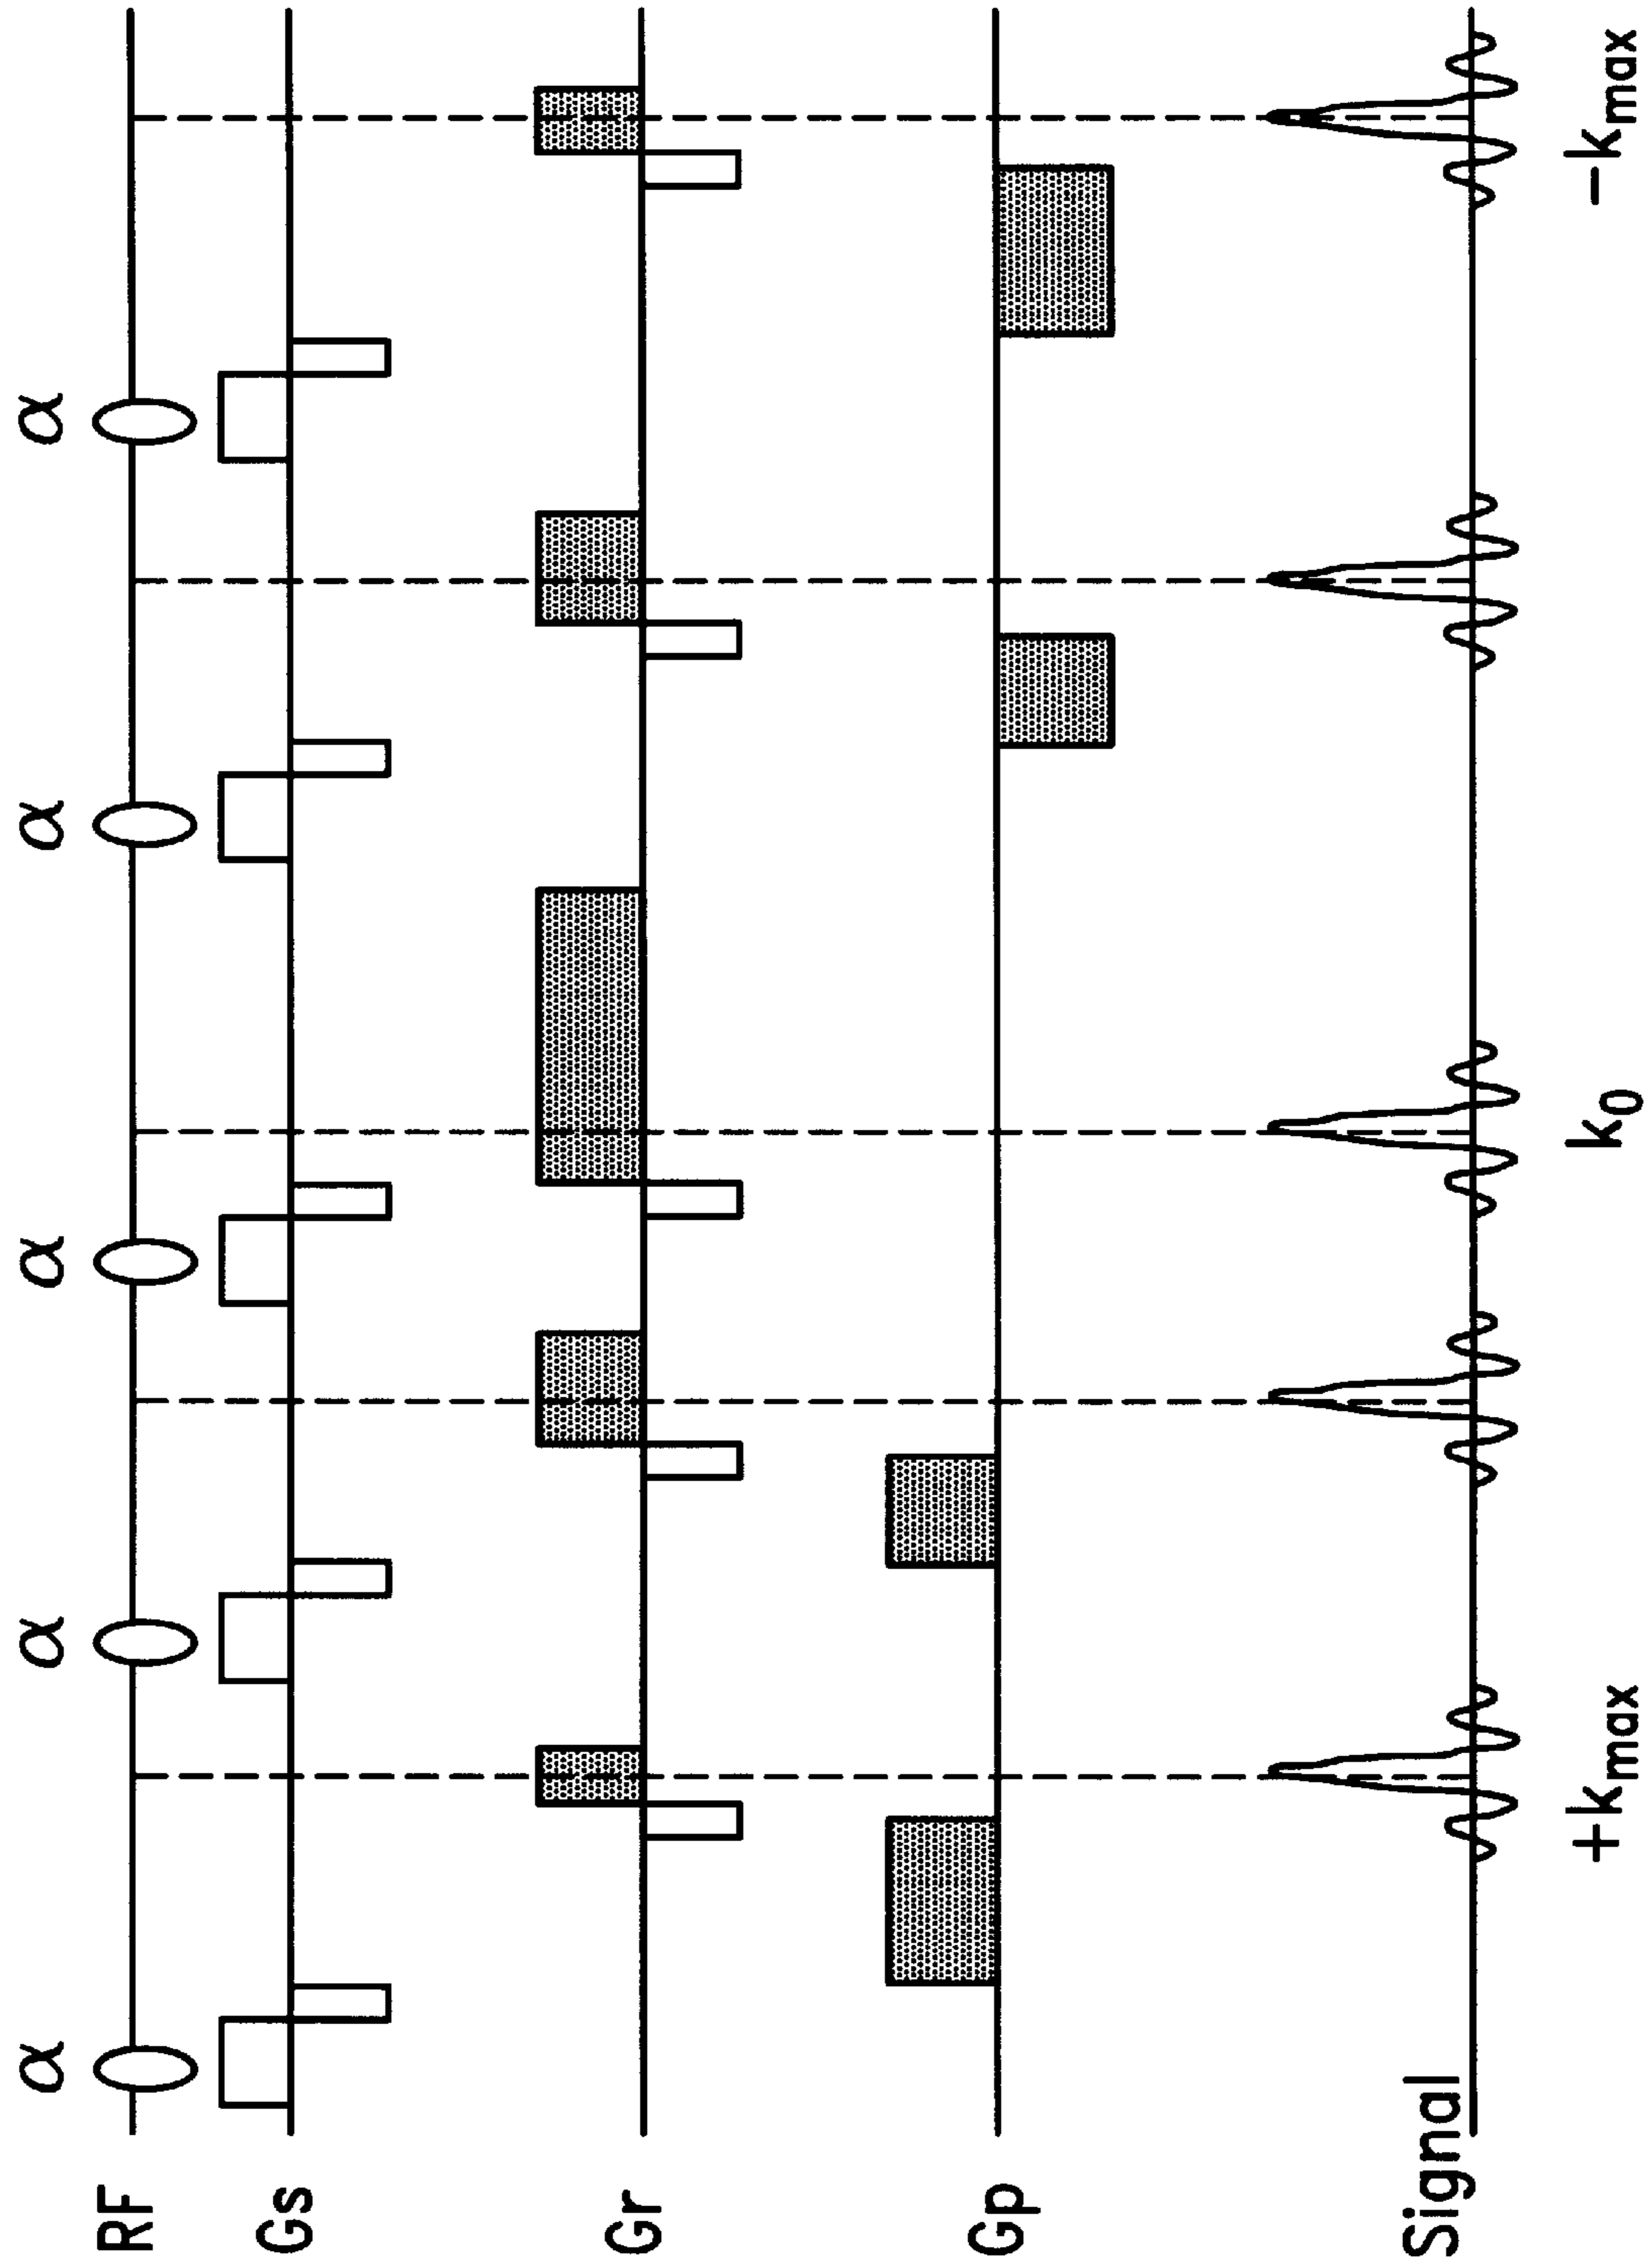 α α α α α
RF
Gs
Gr
Gp
Signal
+kmax k0 -kmax